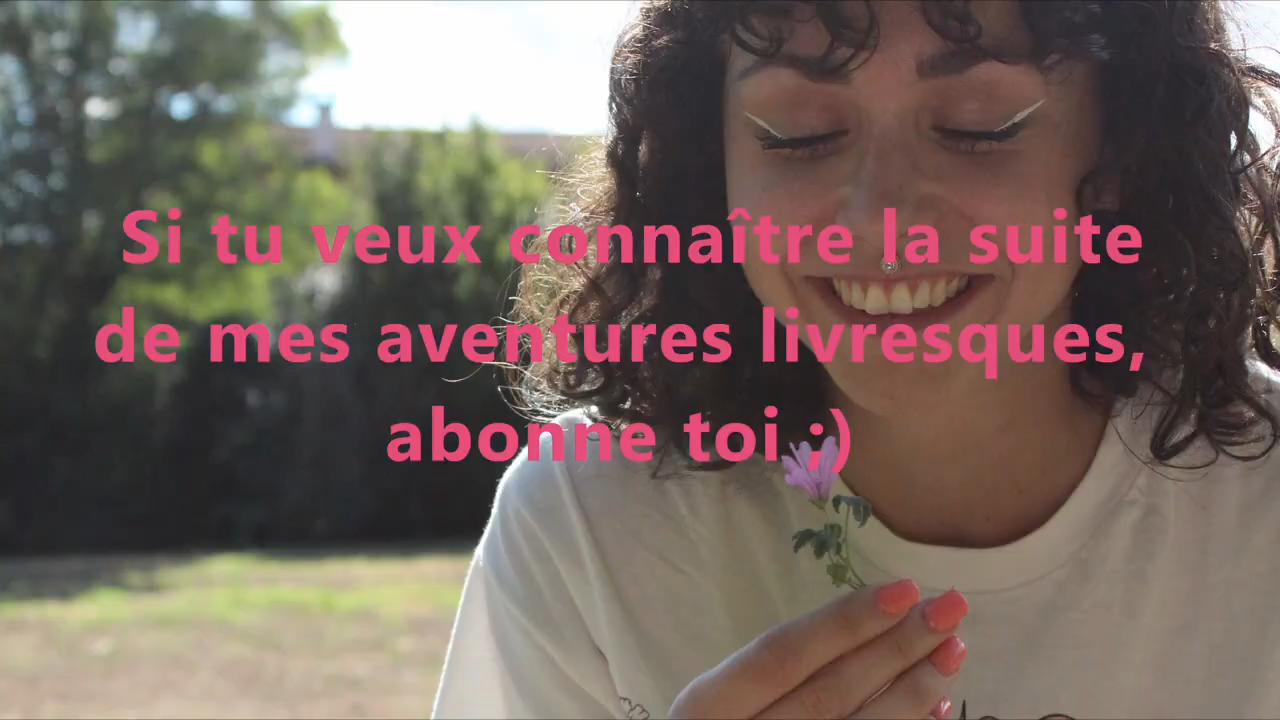 Si tu veux connaître la suite
de mes aventures livresques,
abonne toi ;)